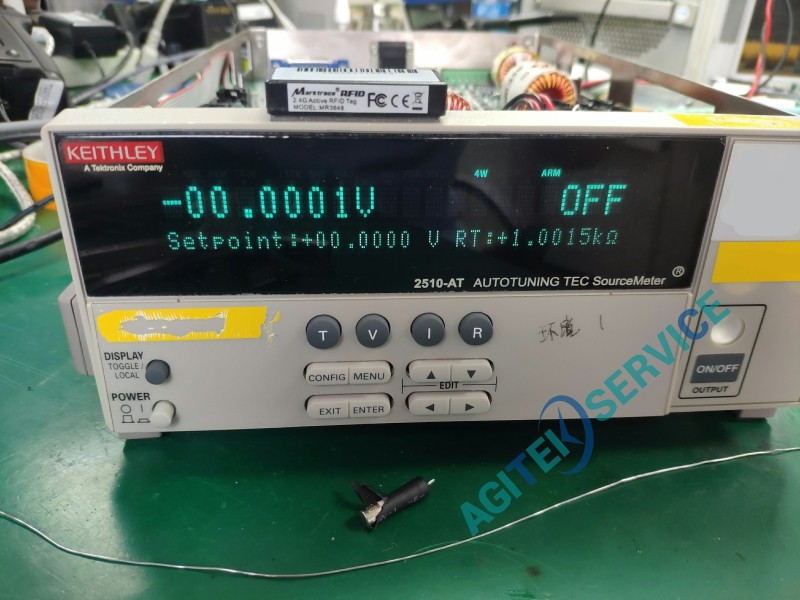 Marktrace® RFID
2.4G Active RFID Tag
MODEL:MR3848
FC CE
KEITHLEY
A Tektronix Company
4W ARM
-00.0001V OFF
Setpoint:+00.0000 V RT:+1.0015kΩ
2510-AT AUTOTUNING TEC SourceMeter ®
T V I R
环境 1
DISPLAY
TOGGLE/
LOCAL
CONFIG MENU
▲ ▼
EDIT
ON/OFF
OUTPUT
POWER
EXIT ENTER
◄ ►
AGITEK SERVICE